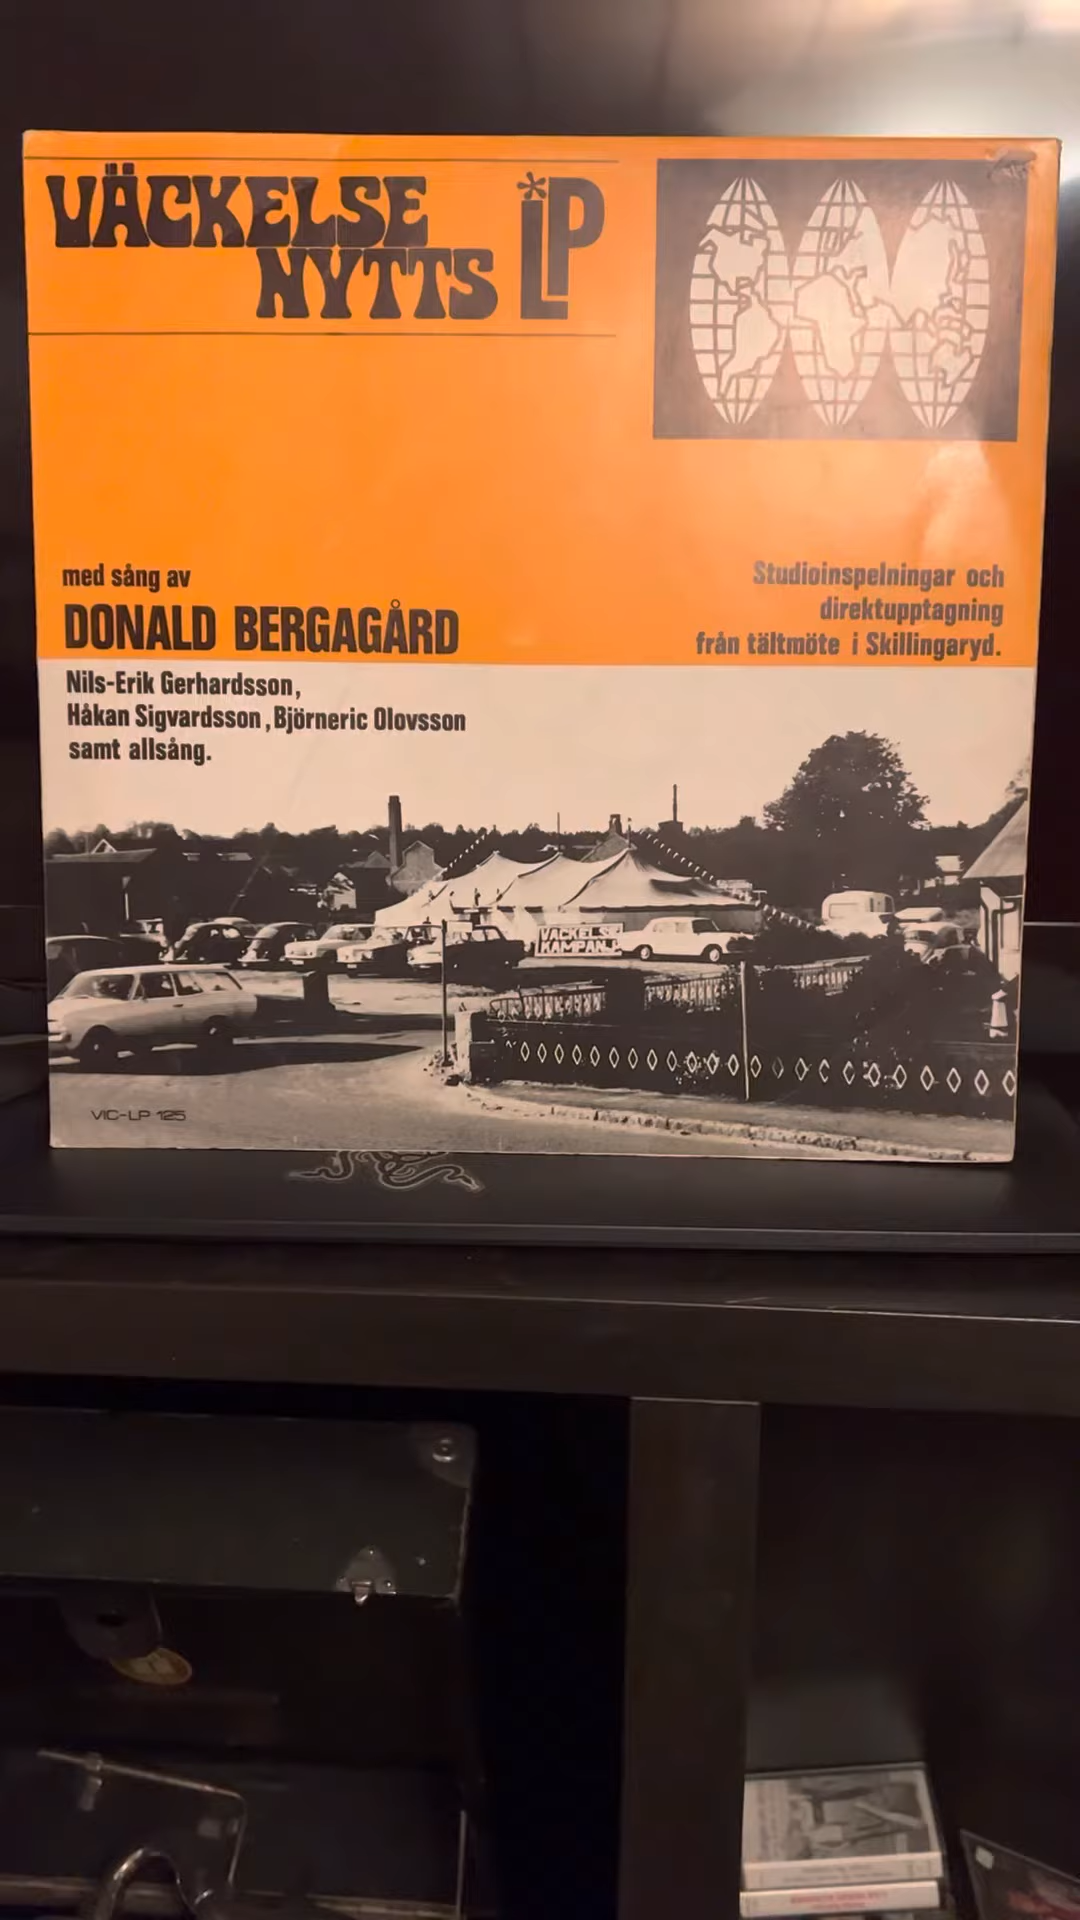 VÄCKELSE
NYTTS LP
med sång av
DONALD BERGAGÅRD
Nils-Erik Gerhardsson,
Håkan Sigvardsson, Björneric Olovsson
samt allsång.
Studioinspelningar och
direktupptagning
från tältmöte i Skillingaryd.
VÄCKELSE
KAMPANJ
VIC-LP 125